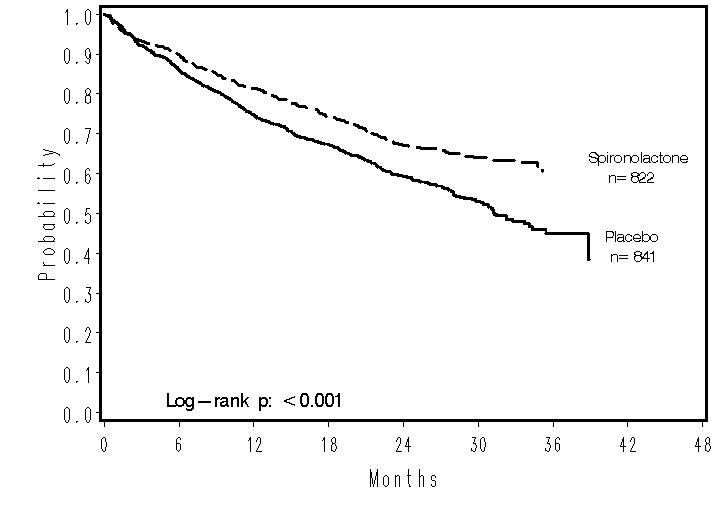 1.0
0.9
0.8
0.7
0.6
0.5
0.4
0.3
0.2
0.1
0.0
Probability
Spironolactone
n= 822
Placebo
n= 841
Log-rank p: <0.001
0 6 12 18 24 30 36 42 48
Months